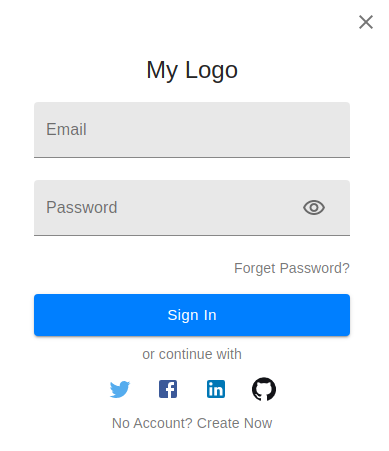 My Logo
Email
Password
Forget Password?
Sign In
or continue with
No Account? Create Now